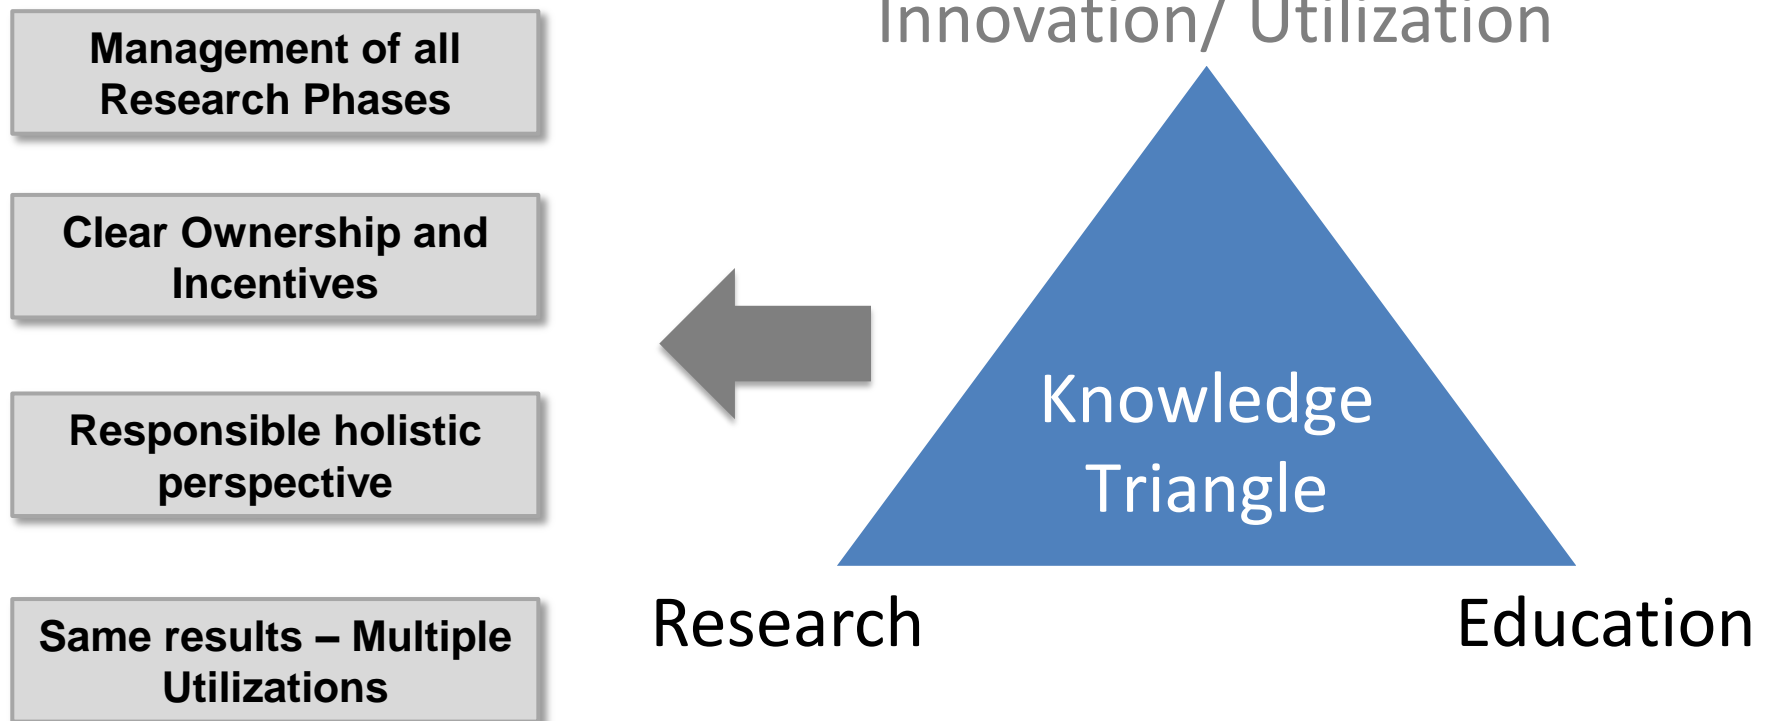 Management of all
Research Phases
Clear Ownership and
Incentives
Responsible holistic
perspective
Same results – Multiple
Utilizations
Innovation/ Utilization
Knowledge
Triangle
Research
Education